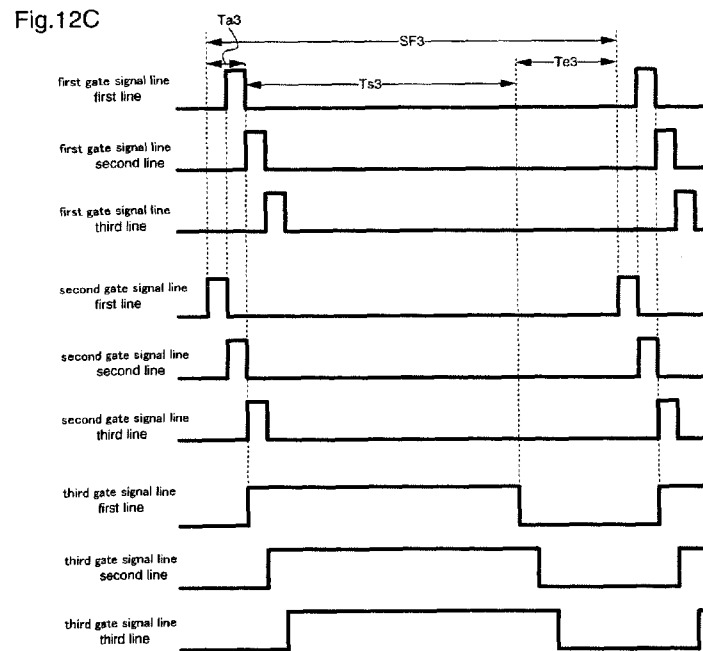 Fig.12C
Ta3
SF3
Te3
Ts3
first gate signal line
first line
first gate signal line
second line
first gate signal line
third line
second gate signal line
first line
second gate signal line
second line
second gate signal line
third line
third gate signal line
first line
third gate signal line
second line
third gate signal line
third line